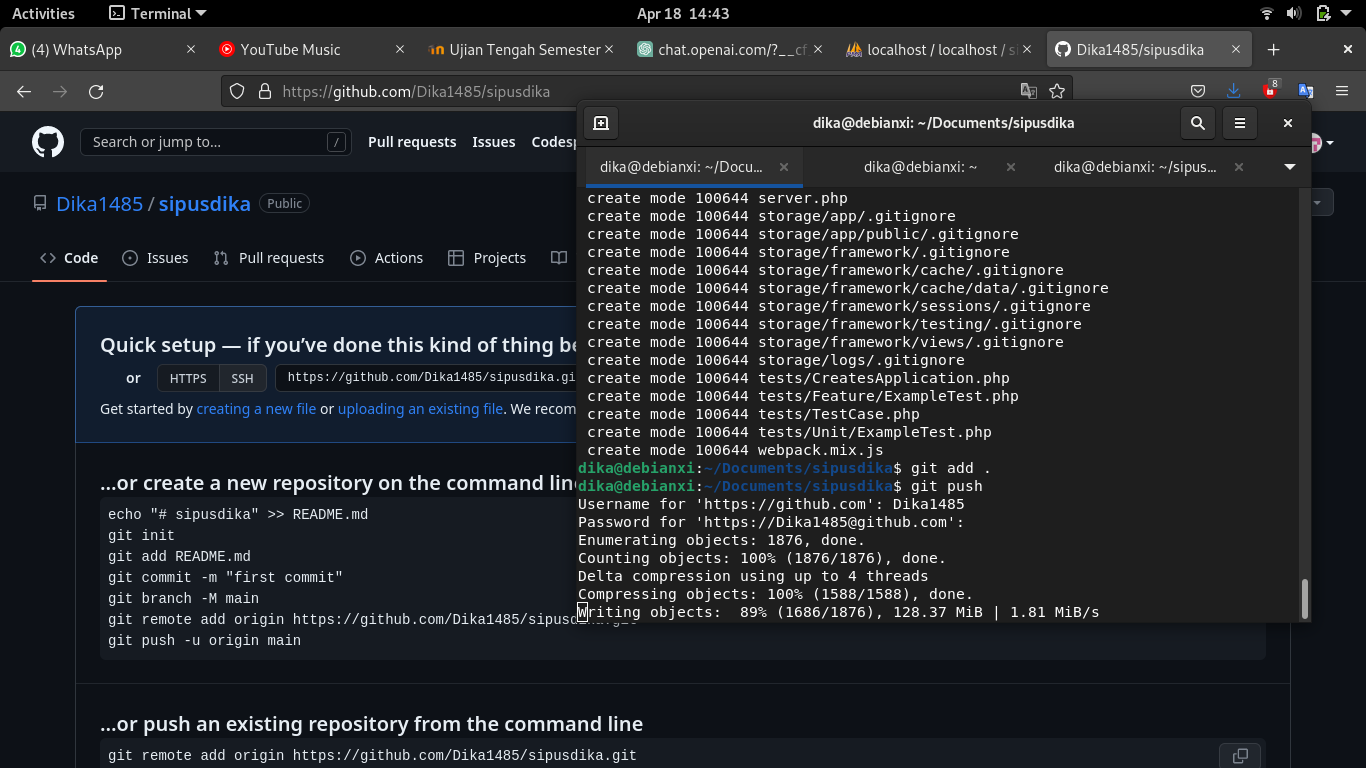 Activities
Terminal
Apr 18 14:43
(4) WhatsApp
YouTube Music
Ujian Tengah Semester
chat.openai.com/?__cf
localhost / localhost / si
Dika1485/sipusdika
https://github.com/Dika1485/sipusdika
8
Search or jump to...
/
Pull requests
Issues
Codesp
Dika1485 / sipusdika
Public
Code
Issues
Pull requests
Actions
Projects
Quick setup — if you’ve done this kind of thing be
or
HTTPS
SSH
https://github.com/Dika1485/sipusdika.gi
Get started by creating a new file or uploading an existing file. We recom
…or create a new repository on the command line
echo "# sipusdika" >> README.md
git init
git add README.md
git commit -m "first commit"
git branch -M main
git remote add origin https://github.com/Dika1485/sipusdika.git
git push -u origin main
…or push an existing repository from the command line
git remote add origin https://github.com/Dika1485/sipusdika.git
dika@debianxi: ~/Documents/sipusdika
dika@debianxi: ~/Docu...
dika@debianxi: ~
dika@debianxi: ~/sipus...
create mode 100644 server.php
create mode 100644 storage/app/.gitignore
create mode 100644 storage/app/public/.gitignore
create mode 100644 storage/framework/.gitignore
create mode 100644 storage/framework/cache/.gitignore
create mode 100644 storage/framework/cache/data/.gitignore
create mode 100644 storage/framework/sessions/.gitignore
create mode 100644 storage/framework/testing/.gitignore
create mode 100644 storage/framework/views/.gitignore
create mode 100644 storage/logs/.gitignore
create mode 100644 tests/CreatesApplication.php
create mode 100644 tests/Feature/ExampleTest.php
create mode 100644 tests/TestCase.php
create mode 100644 tests/Unit/ExampleTest.php
create mode 100644 webpack.mix.js
dika@debianxi:~/Documents/sipusdika$ git add .
dika@debianxi:~/Documents/sipusdika$ git push
Username for 'https://github.com': Dika1485
Password for 'https://Dika1485@github.com':
Enumerating objects: 1876, done.
Counting objects: 100% (1876/1876), done.
Delta compression using up to 4 threads
Compressing objects: 100% (1588/1588), done.
Writing objects:  89% (1686/1876), 128.37 MiB | 1.81 MiB/s